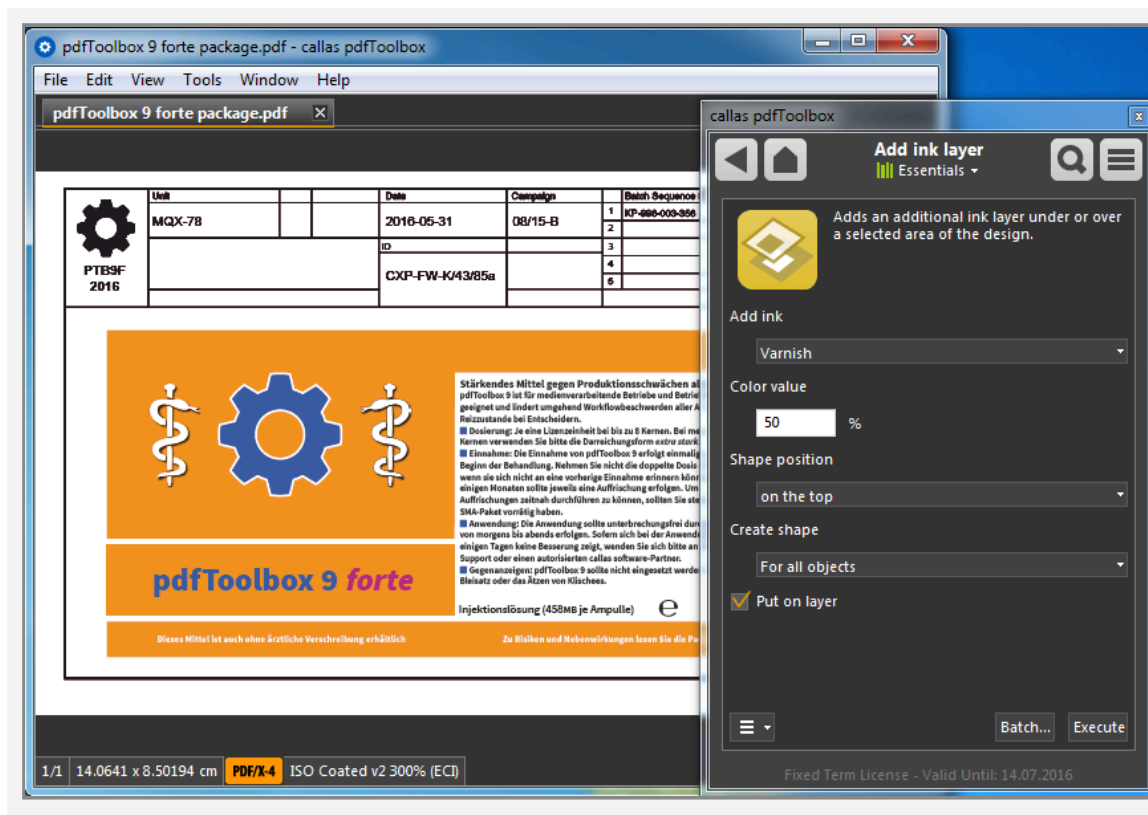 pdfToolbox 9 forte package.pdf - callas pdfToolbox
File Edit View Tools Window Help
pdfToolbox 9 forte package.pdf
Unit
MQX-78
Date
2016-05-31
Campaign
08/15-B
Batch Sequence
1 KP-998-003-356
2
3
4
5
ID
CXP-FW-K/43/85a
PTB9F
2016
Stärkendes Mittel gegen Produktionsschwächen
pdfToolbox 9 ist für medienverarbeitende Betriebe und
geeignet und lindert umgehend Workflowbeschwerden aller
Reizzustande bei Entscheidern.
Dosierung: Je eine Lizenzeinheit bei bis zu 8 Kernen. Bei
Kernen verwenden Sie bitte die Darreichungsform extra stark
Einnahme: Die Einnahme von pdfToolbox 9 erfolgt einmalig
Beginn der Behandlung. Nehmen Sie nicht die doppelte Dosis
wenn sie sich nicht an eine vorherige Einnahme erinnern
einigen Monaten sollte jeweils eine Auffrischung erfolgen. Um
Auffrischungen zeitnah durchführen zu können, sollten Sie
SMA-Paket vorrätig haben.
Anwendung: Die Anwendung sollte unterbrechungsfrei
von morgens bis abends erfolgen. Sofern sich bei der
einigen Tagen keine Besserung zeigt, wenden Sie sich bitte an
Support oder einen autorisierten callas software-Partner.
Gegenanzeigen: pdfToolbox 9 sollte nicht eingesetzt
Bleisatz oder das Ätzen von Klischees.
pdfToolbox 9 forte
Injektionslösung (458MB je Ampulle) ℮
Dieses Mittel ist auch ohne ärztliche Verschreibung erhältlich
Zu Risiken und Nebenwirkungen lesen Sie die
1/1 14.0641 x 8.50194 cm PDF/X-4 ISO Coated v2 300% (ECI)
callas pdfToolbox
Add ink layer
Essentials
Adds an additional ink layer under or over
a selected area of the design.
Add ink
Varnish
Color value
50 %
Shape position
on the top
Create shape
For all objects
Put on layer
Batch... Execute
Fixed Term License - Valid Until: 14.07.2016